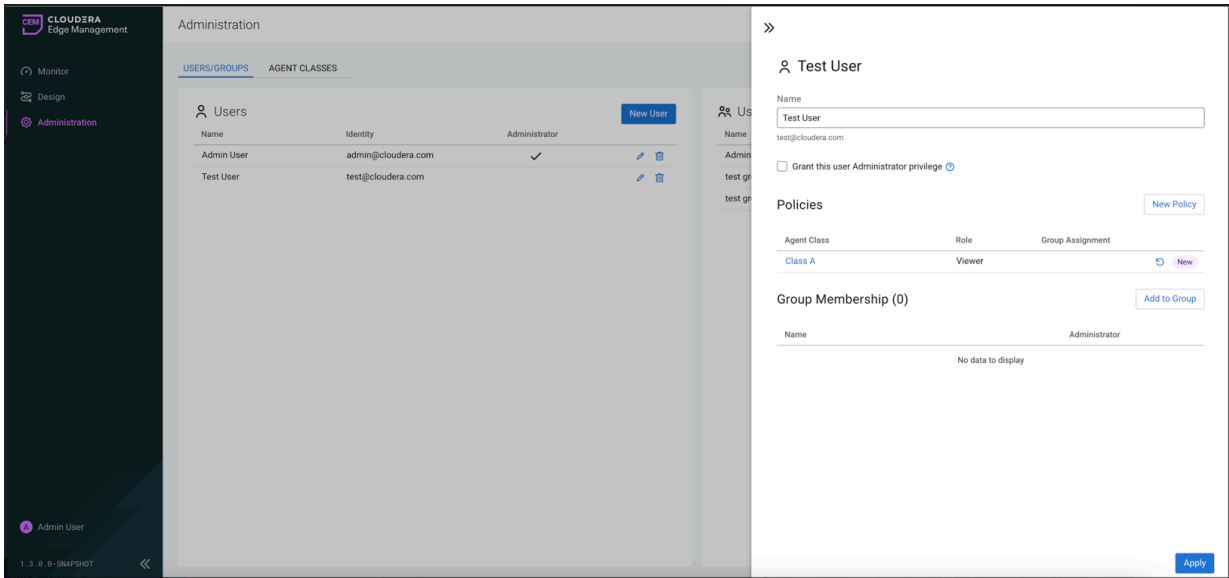 CEM CLOUDERA
Edge Management
Monitor
Design
Administration
A Admin User
1.3.0.0-SNAPSHOT
Administration
USERS/GROUPS AGENT CLASSES
Users New User
Name Identity Administrator
Admin User admin@cloudera.com
Test User test@cloudera.com
Us
Name
Admin
test gr
test gr
Test User
Name
Test User
test@cloudera.com
Grant this user Administrator privilege
Policies New Policy
Agent Class Role Group Assignment
Class A Viewer New
Group Membership (0) Add to Group
Name Administrator
No data to display
Apply